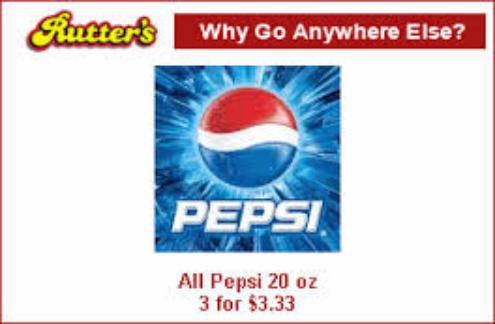 Rutter's
Why Go Anywhere Else?
PEPSI
All Pepsi 20 oz
3 for $3.33